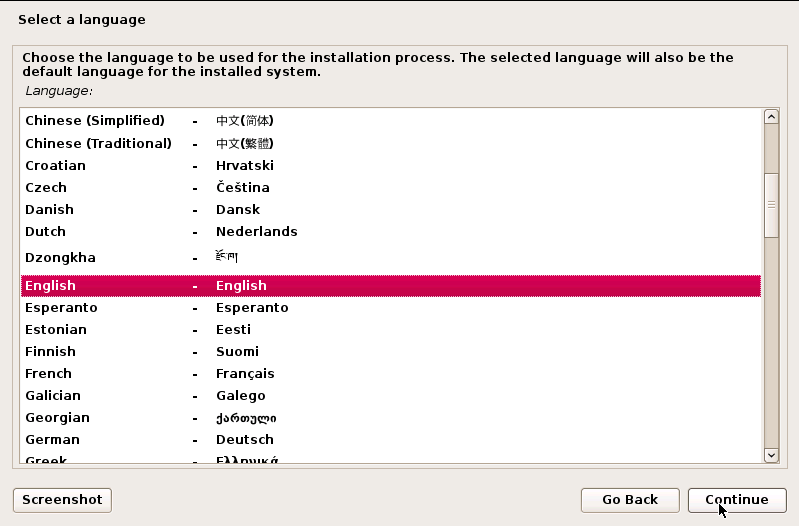 Select a language
Choose the language to be used for the installation process. The selected language will also be the
default language for the installed system.
Language:
Chinese (Simplified) - 中文(简体)
Chinese (Traditional) - 中文(繁體)
Croatian - Hrvatski
Czech - Čeština
Danish - Dansk
Dutch - Nederlands
Dzongkha - རྫོང་ཁ།
English - English
Esperanto - Esperanto
Estonian - Eesti
Finnish - Suomi
French - Français
Galician - Galego
Georgian - ქართული
German - Deutsch
Greek - Ελληνικά
Screenshot Go Back Continue